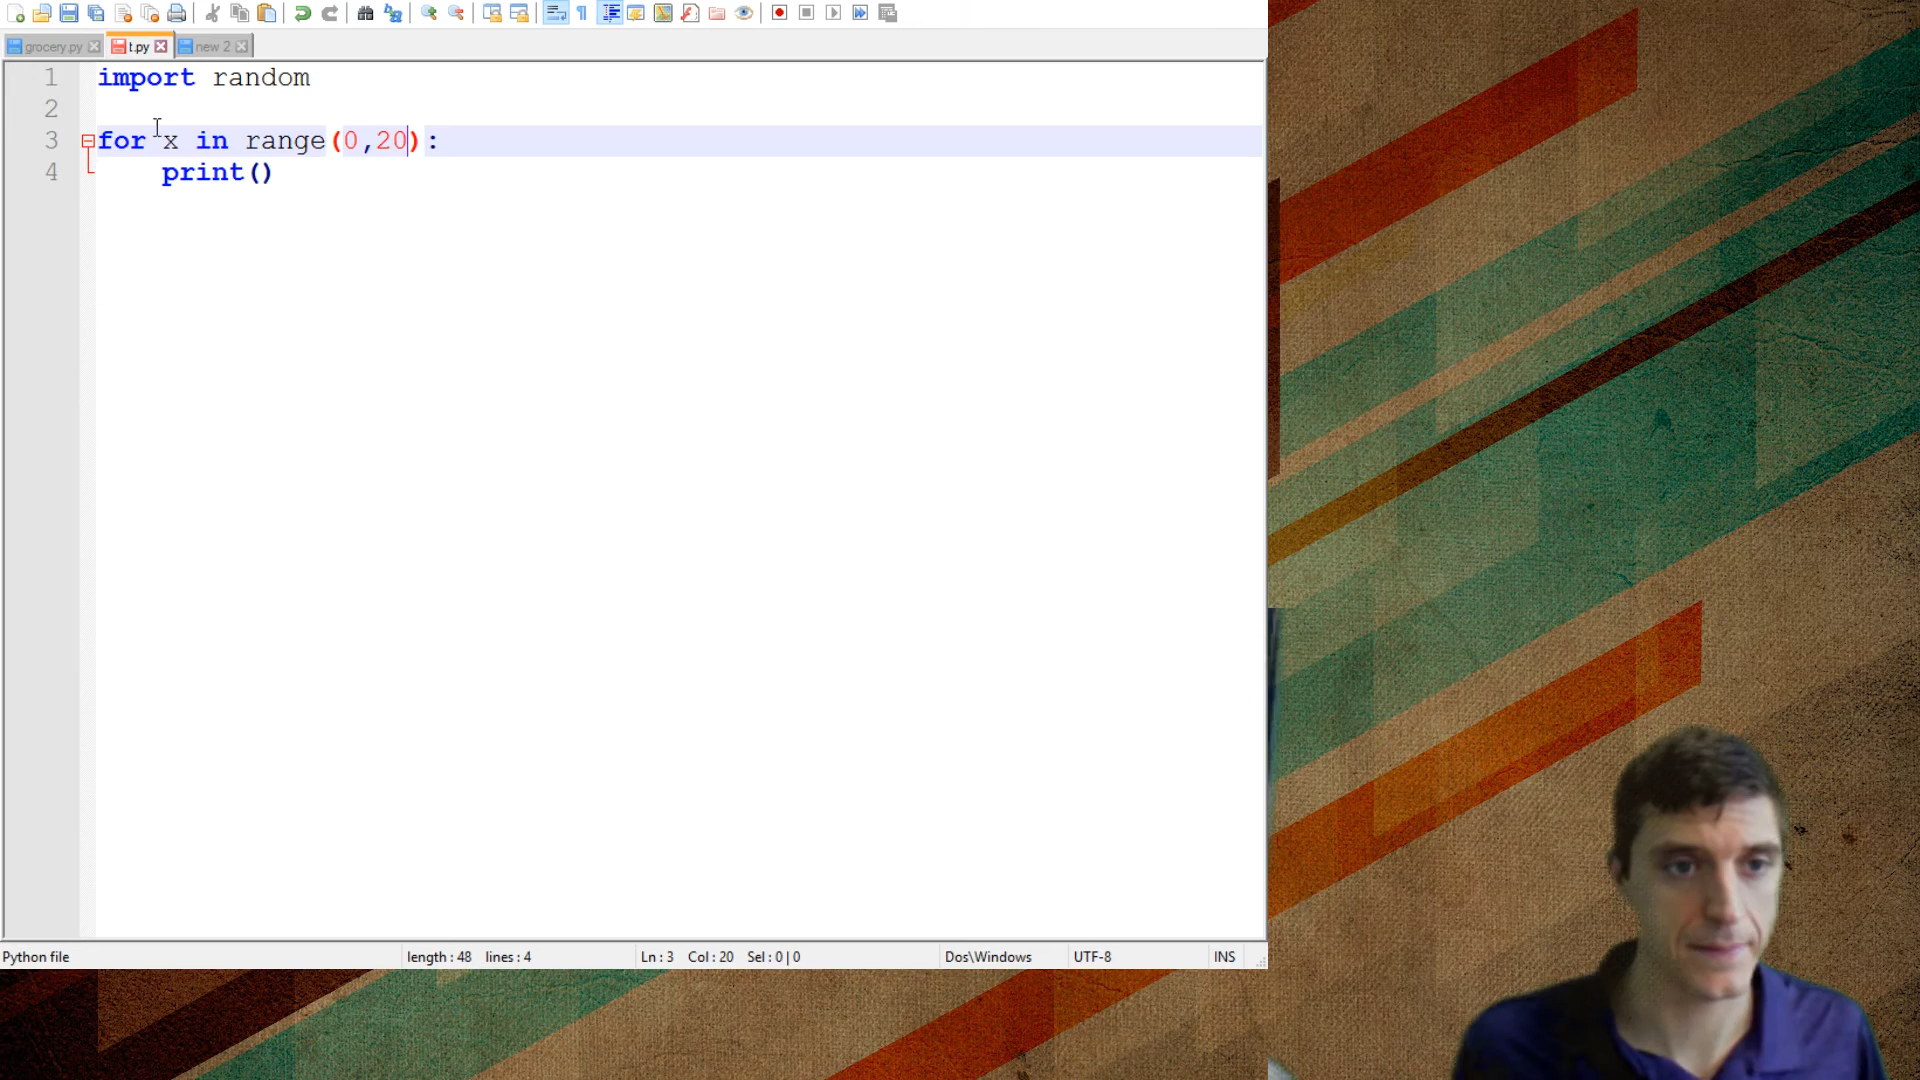 grocery.py t.py new 2
1 import random
2
3 for x in range(0,20):
4 print()
Python file length : 48 lines : 4 Ln : 3 Col : 20 Sel : 0 | 0 Dos\Windows UTF-8 INS